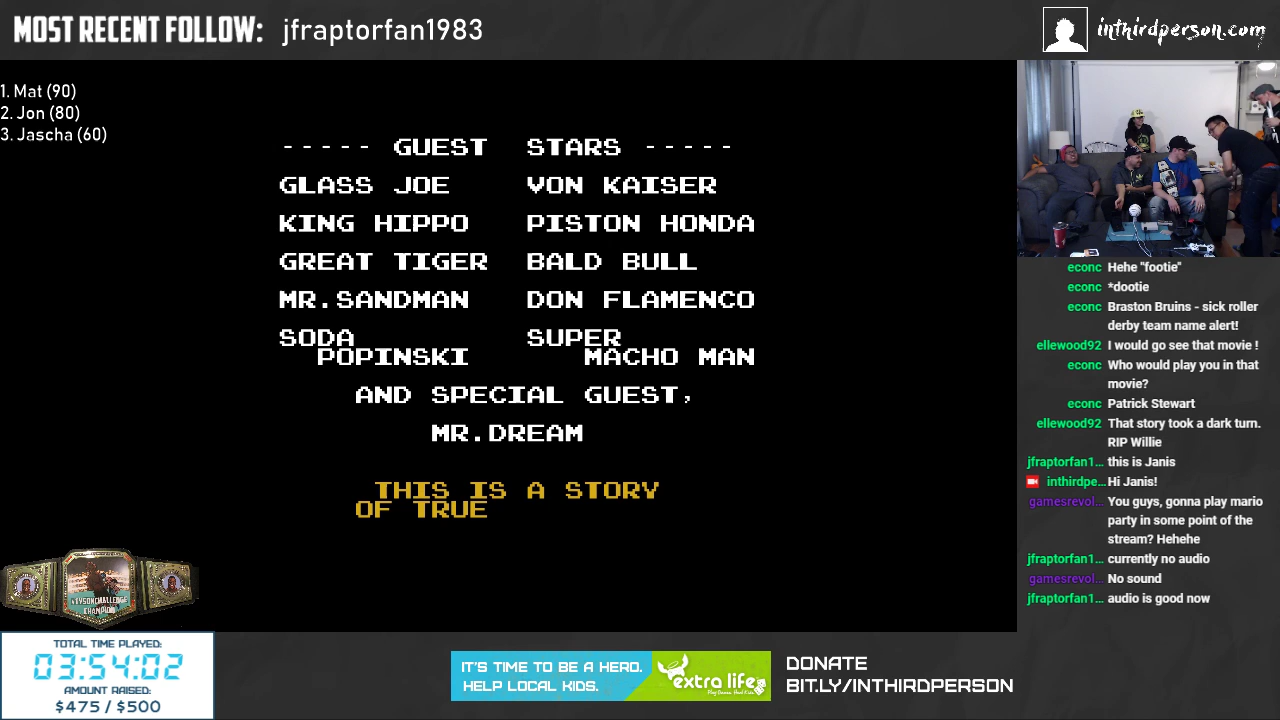 MOST RECENT FOLLOW: jfraptorfan1983
inthirdperson.com
1. Mat (90)
2. Jon (80)
3. Jascha (60)
----- GUEST STARS -----
GLASS JOE VON KAISER
KING HIPPO PISTON HONDA
GREAT TIGER BALD BULL
MR.SANDMAN DON FLAMENCO
SODA SUPER
POPINSKI MACHO MAN
AND SPECIAL GUEST,
MR.DREAM
THIS IS A STORY
OF TRUE
econc Hehe "footie"
econc *dootie
econc Braston Bruins - sick roller
derby team name alert!
ellewood92 I would go see that movie !
econc Who would play you in that
movie?
econc Patrick Stewart
ellewood92 That story took a dark turn.
RIP Willie
jfraptorfan1... this is Janis
inthirdpe... Hi Janis!
gamesrevol... You guys, gonna play mario
party in some point of the
stream? Hehehe
jfraptorfan1... currently no audio
gamesrevol... No sound
jfraptorfan1... audio is good now
#TYSONCHALLENGE
CHAMPION
TOTAL TIME PLAYED:
03:54:02
AMOUNT RAISED:
$475 / $500
IT'S TIME TO BE A HERO.
HELP LOCAL KIDS.
extra life
Play Games. Heal Kids.
DONATE
BIT.LY/INTHIRDPERSON